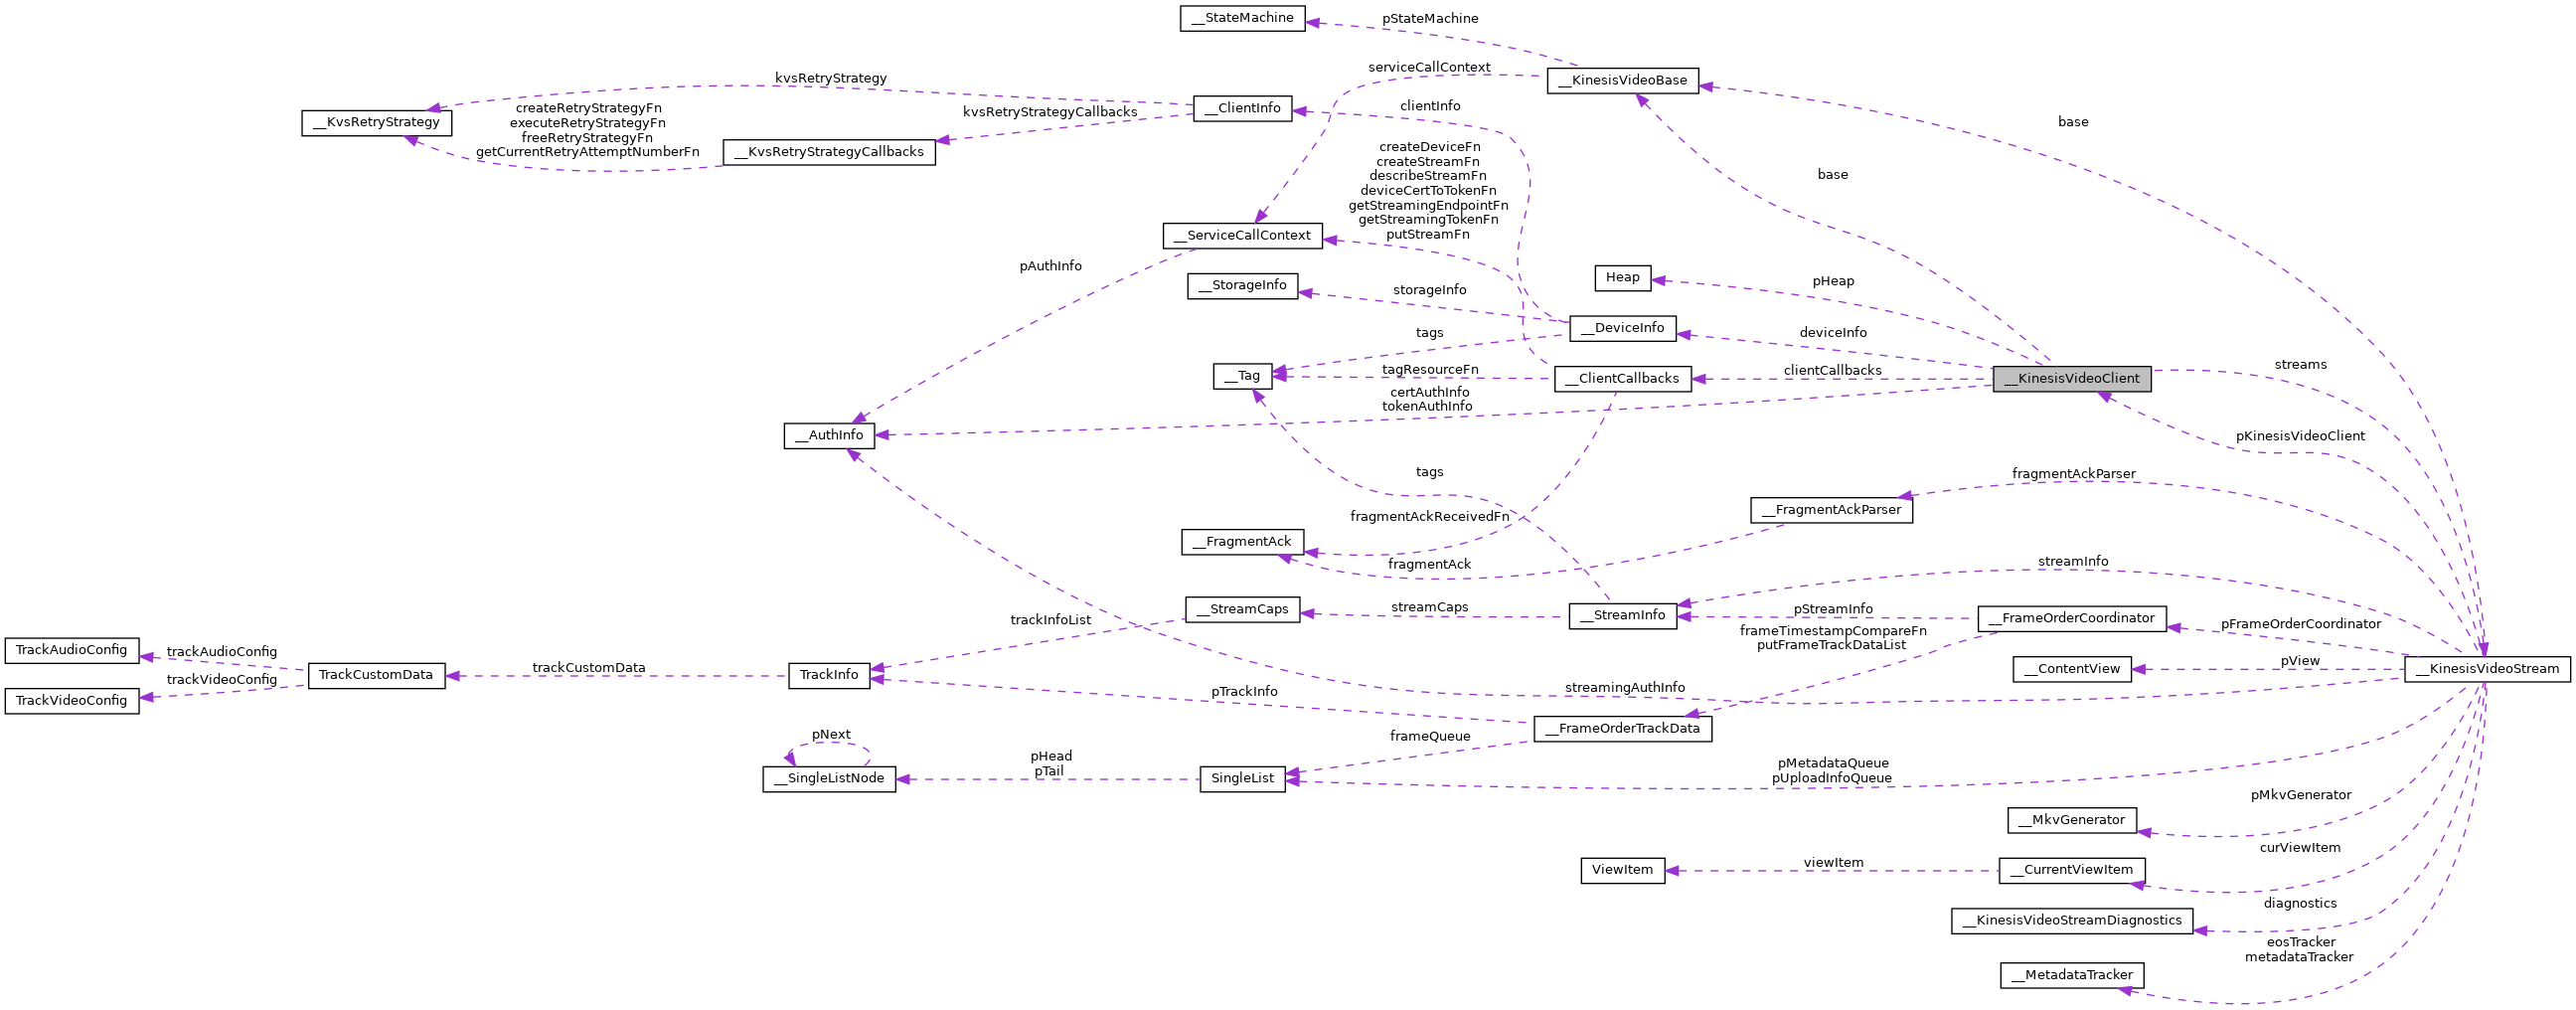 __StateMachine
pStateMachine
serviceCallContext
__KinesisVideoBase
kvsRetryStrategy
createRetryStrategyFn
executeRetryStrategyFn
freeRetryStrategyFn
getCurrentRetryAttemptNumberFn
__KvsRetryStrategy
kvsRetryStrategyCallbacks
__KvsRetryStrategyCallbacks
__ClientInfo
clientInfo
base
base
createDeviceFn
createStreamFn
describeStreamFn
deviceCertToTokenFn
getStreamingEndpointFn
getStreamingTokenFn
putStreamFn
__ServiceCallContext
pAuthInfo
__StorageInfo
storageInfo
Heap
pHeap
__DeviceInfo
deviceInfo
tags
__Tag
tagResourceFn
__ClientCallbacks
clientCallbacks
__KinesisVideoClient
streams
certAuthInfo
tokenAuthInfo
__AuthInfo
pKinesisVideoClient
tags
fragmentAckParser
__FragmentAckParser
fragmentAckReceivedFn
__FragmentAck
fragmentAck
streamInfo
__StreamCaps
streamCaps
__StreamInfo
pStreamInfo
__FrameOrderCoordinator
pFrameOrderCoordinator
trackInfoList
frameTimestampCompareFn
putFrameTrackDataList
TrackAudioConfig
trackAudioConfig
TrackVideoConfig
trackVideoConfig
TrackCustomData
trackCustomData
TrackInfo
pTrackInfo
streamingAuthInfo
__ContentView
pView
__KinesisVideoStream
__FrameOrderTrackData
frameQueue
pNext
__SingleListNode
pHead
pTail
SingleList
pMetadataQueue
pUploadInfoQueue
pMkvGenerator
__MkvGenerator
curViewItem
ViewItem
viewItem
__CurrentViewItem
diagnostics
__KinesisVideoStreamDiagnostics
eosTracker
metadataTracker
__MetadataTracker